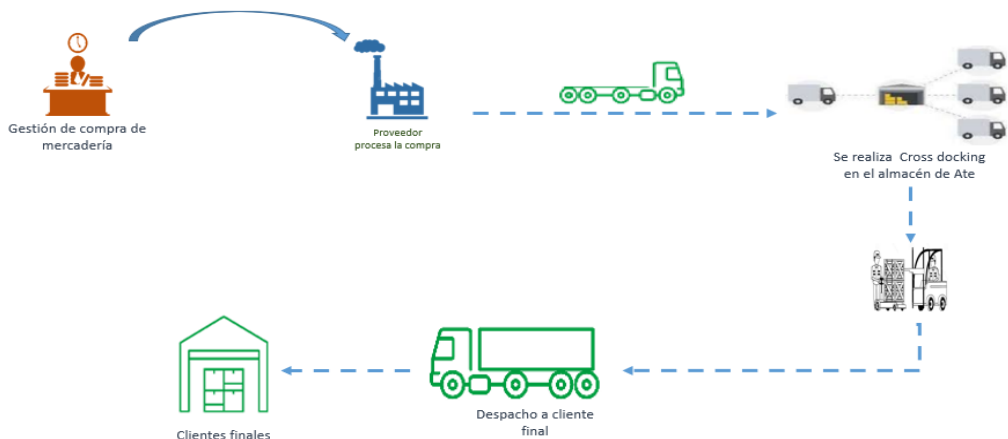 Gestión de compra de
mercadería
Proveedor
procesa la compra
Se realiza Cross docking
en el almacén de Ate
Despacho a cliente
final
Clientes finales